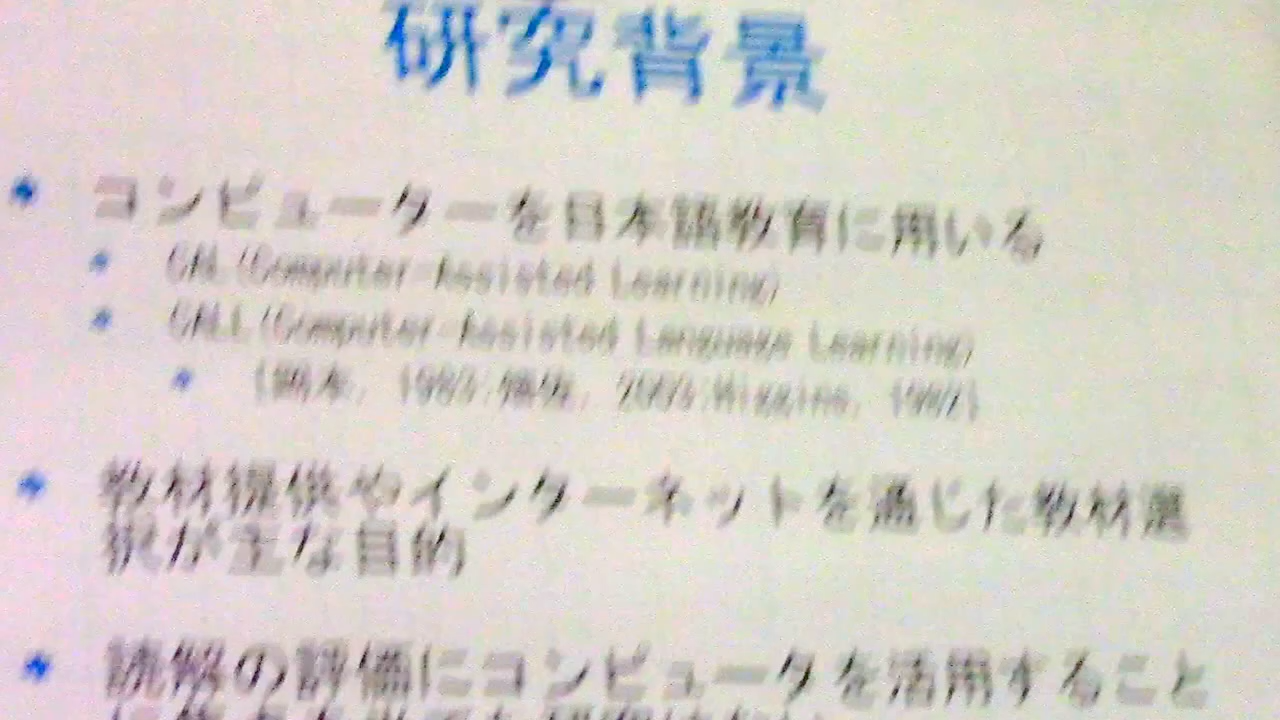 研究背景
コンピューターを日本語教育に用いる
CAL(Computer-Assisted Learning)
CALL(Computer-Assisted Language Learning)
教材提供やインターネットを通じた教材選
択が主な目的
読解の評価にコンピュータを活用すること